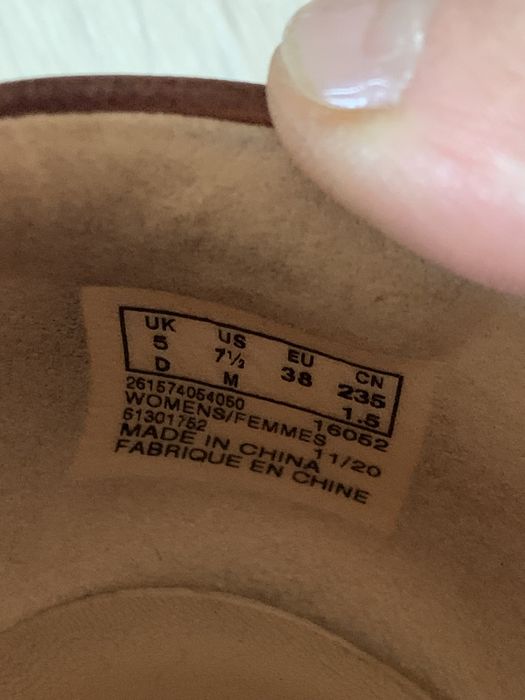 UK US EU CN
5 7½ 38 235
D M 1.5
261574054050 16052
WOMENS/FEMMES
61301752 11/20
MADE IN CHINA
FABRIQUE EN CHINE